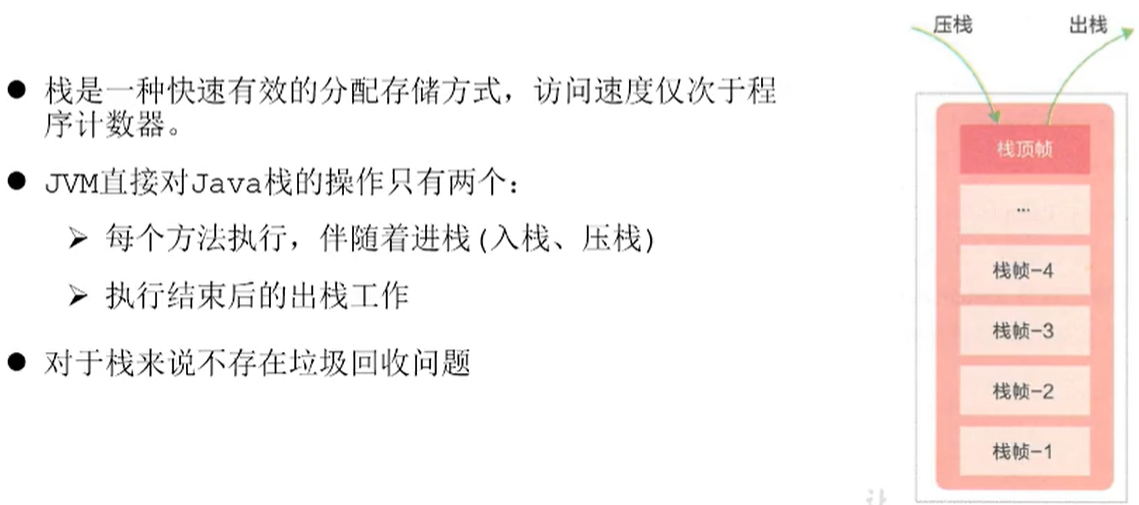 栈是一种快速有效的分配存储方式，访问速度仅次于程
序计数器。
JVM直接对Java栈的操作只有两个：
每个方法执行，伴随着进栈(入栈、压栈)
执行结束后的出栈工作
对于栈来说不存在垃圾回收问题
压栈
出栈
栈顶帧
...
栈帧-4
栈帧-3
栈帧-2
栈帧-1